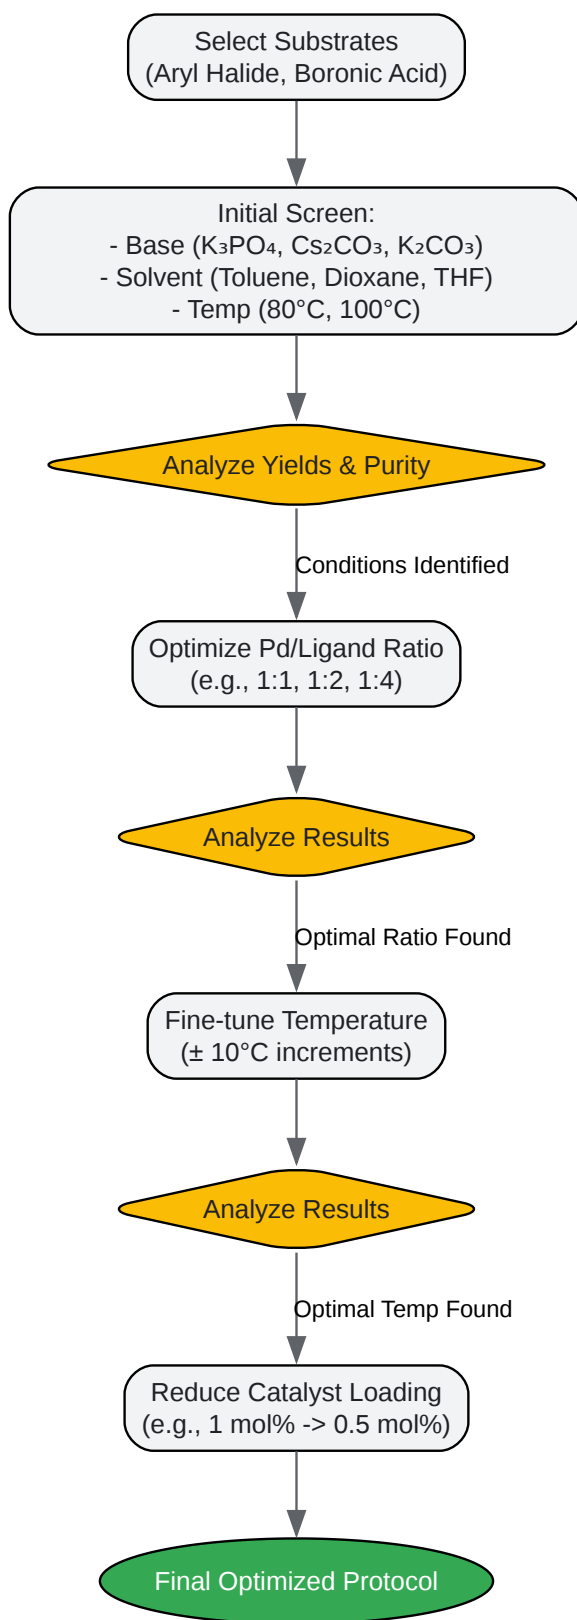 Select Substrates
(Aryl Halide, Boronic Acid)
Initial Screen:
- Base (K₃PO₄, Cs₂CO₃, K₂CO₃)
- Solvent (Toluene, Dioxane, THF)
- Temp (80°C, 100°C)
Analyze Yields & Purity
Conditions Identified
Optimize Pd/Ligand Ratio
(e.g., 1:1, 1:2, 1:4)
Analyze Results
Optimal Ratio Found
Fine-tune Temperature
(± 10°C increments)
Analyze Results
Optimal Temp Found
Reduce Catalyst Loading
(e.g., 1 mol% -> 0.5 mol%)
Final Optimized Protocol